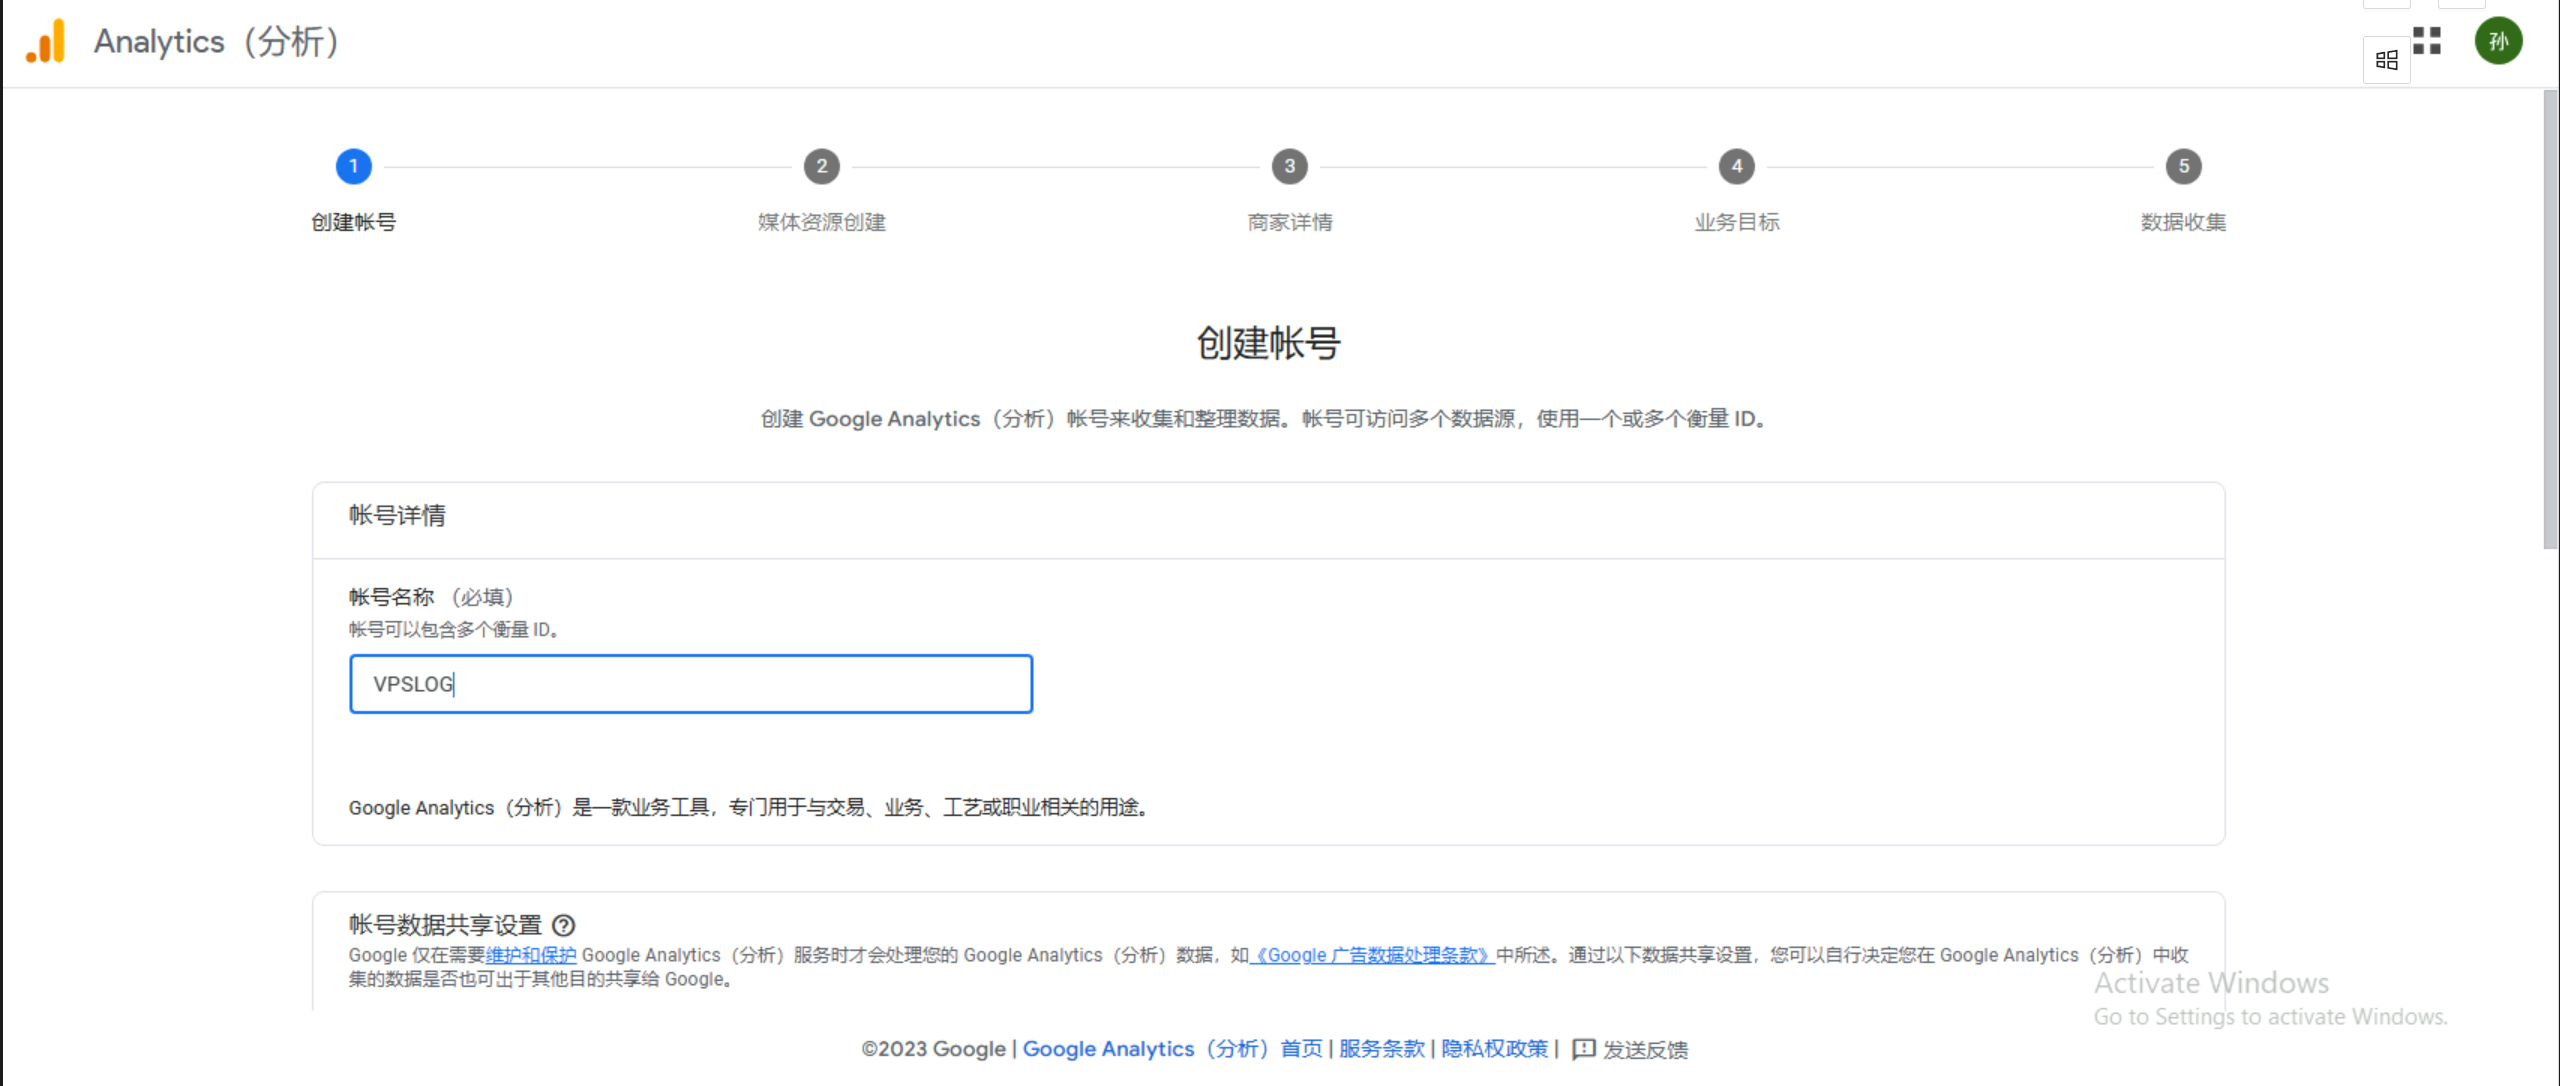 Analytics（分析）
孙
1
2
3
4
5
创建帐号
媒体资源创建
商家详情
业务目标
数据收集
创建帐号
创建 Google Analytics（分析）帐号来收集和整理数据。帐号可访问多个数据源，使用一个或多个衡量 ID。
帐号详情
帐号名称 （必填）
帐号可以包含多个衡量 ID。
VPSLOG
Google Analytics（分析）是一款业务工具，专门用于与交易、业务、工艺或职业相关的用途。
帐号数据共享设置 ?
Google 仅在需要维护和保护 Google Analytics（分析）服务时才会处理您的 Google Analytics（分析）数据，如《Google 广告数据处理条款》中所述。通过以下数据共享设置，您可以自行决定您在 Google Analytics（分析）中收
集的数据是否也可出于其他目的共享给 Google。
Activate Windows
Go to Settings to activate Windows.
©2023 Google | Google Analytics（分析）首页 | 服务条款 | 隐私权政策 | 发送反馈